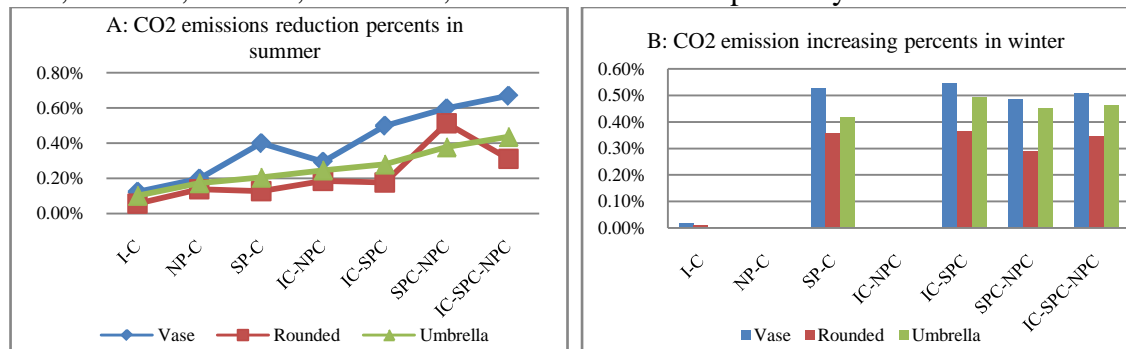 A: CO2 emissions reduction percents in
summer
0.80%
0.60%
0.40%
0.20%
0.00%
I-C
NP-C
SP-C
IC-NPC
IC-SPC
SPC-NPC
IC-SPC-NPC
Vase
Rounded
Umbrella
B: CO2 emission increasing percents in winter
0.60%
0.50%
0.40%
0.30%
0.20%
0.10%
0.00%
I-C
NP-C
SP-C
IC-NPC
IC-SPC
SPC-NPC
IC-SPC-NPC
Vase
Rounded
Umbrella